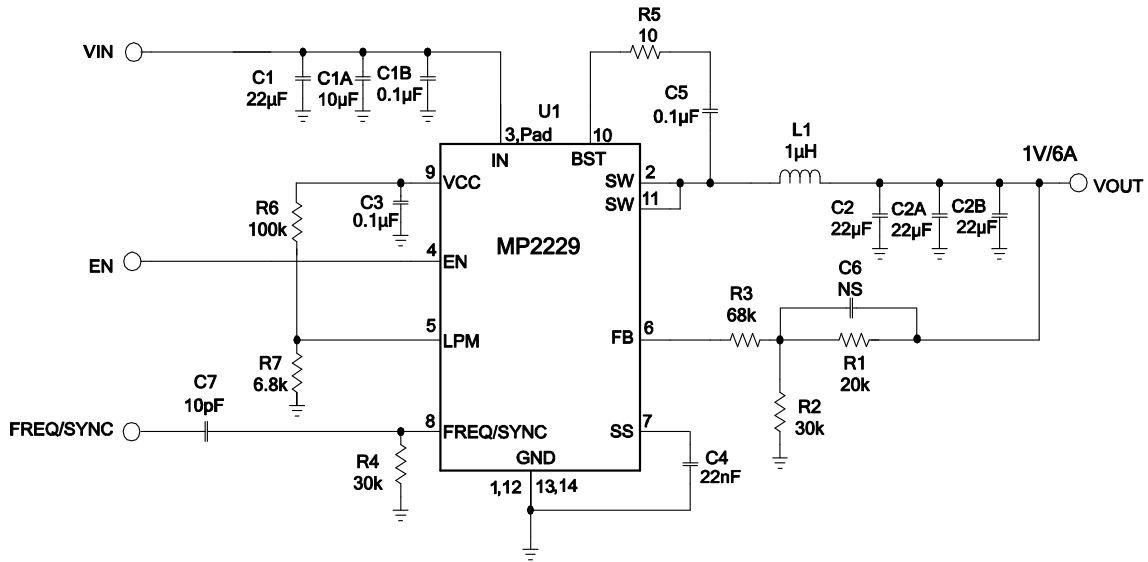 R5
10
VIN
C1
22µF
C1A
10µF
C1B
0.1µF
C5
0.1µF
U1
3,Pad
10
IN
BST
L1
1µH
1V/6A
VOUT
9
VCC
SW
2
SW
11
C3
0.1µF
R6
100k
C2
22µF
C2A
22µF
C2B
22µF
MP2229
4
EN
EN
C6
NS
R3
68k
5
LPM
FB
6
R1
20k
R7
6.8k
C7
10pF
R2
30k
FREQ/SYNC
8
FREQ/SYNC
SS
7
R4
30k
GND
C4
22nF
1,12
13,14